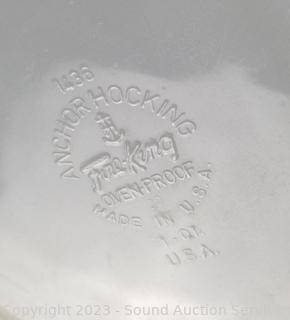 1436
ANCHOR HOCKING
Fire-King
OVEN-PROOF
MADE IN U.S.A.
1 QT.
U.S.A.
Copyright 2023 - Sound Auction Service